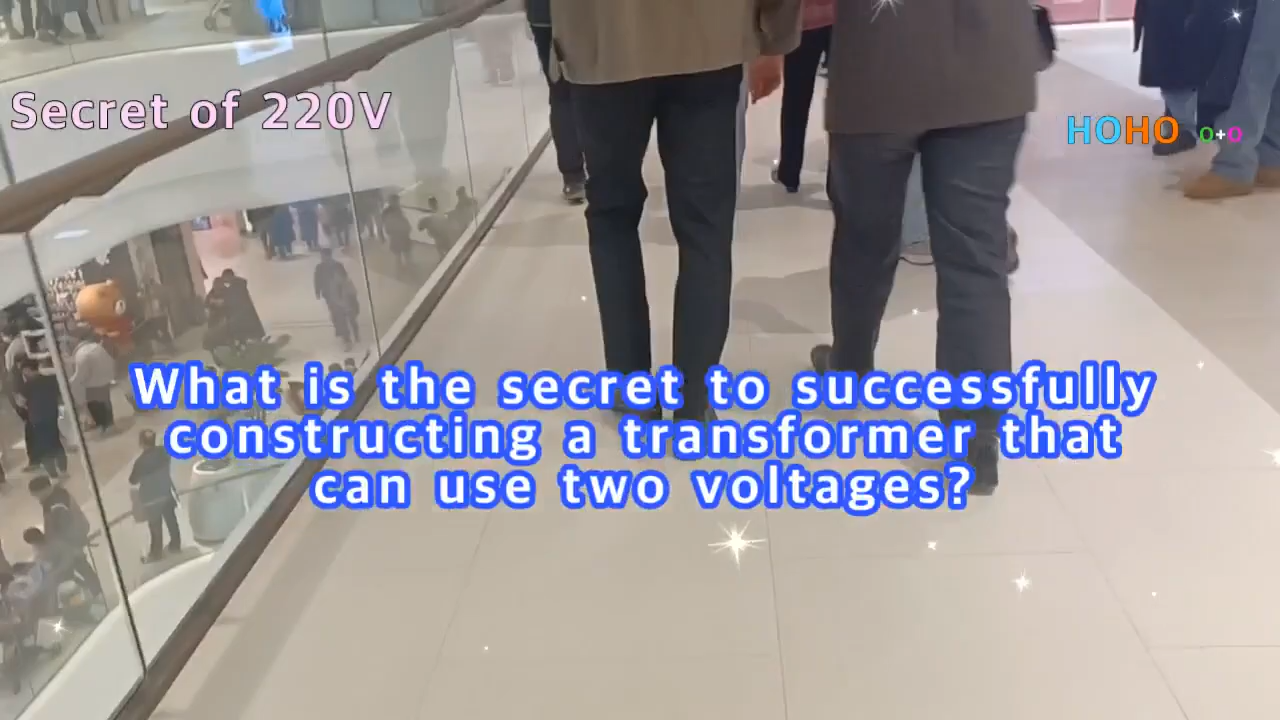 Secret of 220V
HOHO o+o
What is the secret to successfully
constructing a transformer that
can use two voltages?